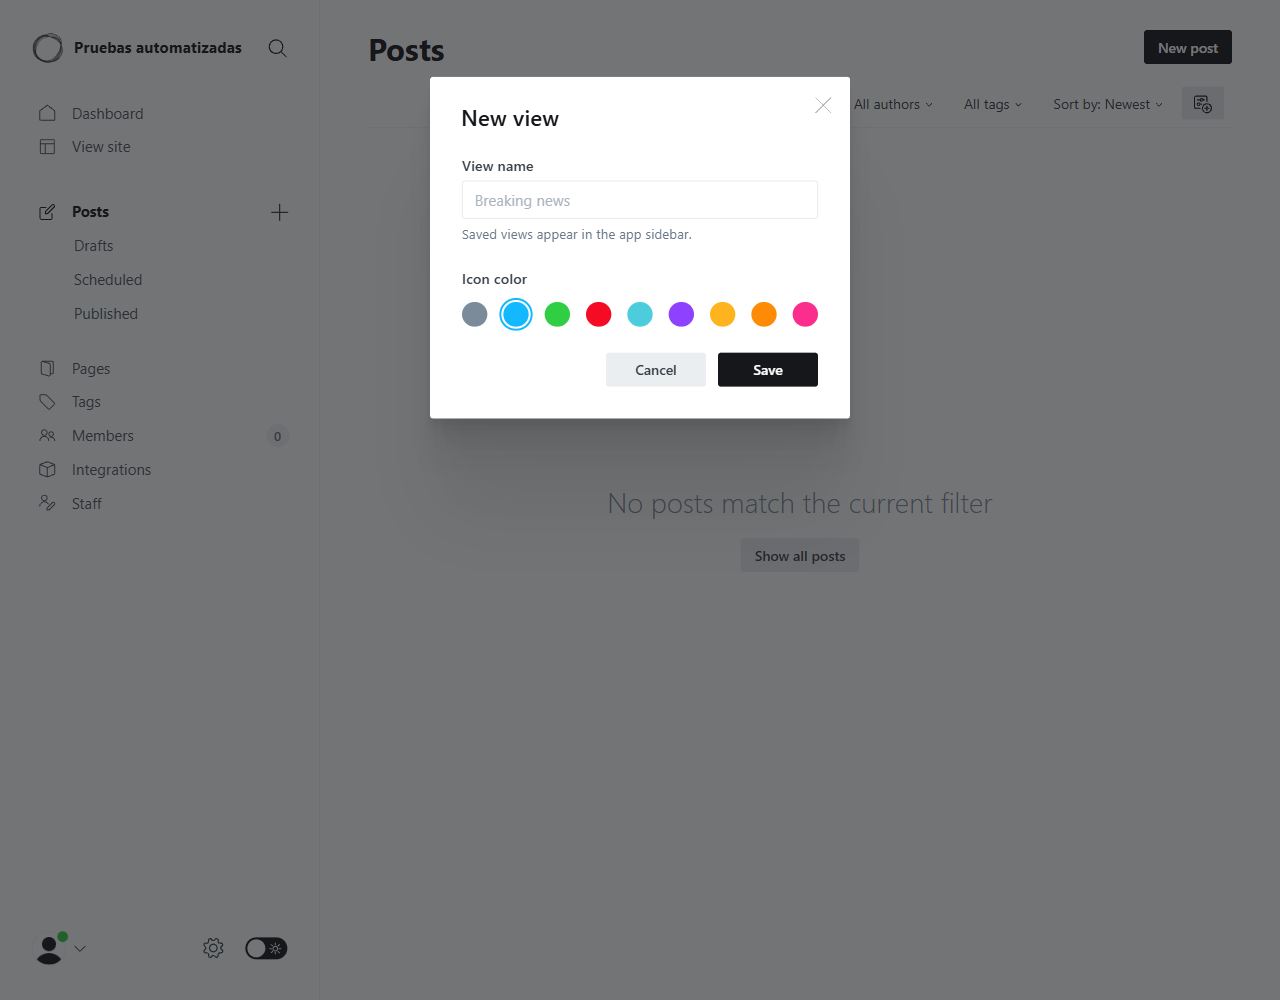 Pruebas automatizadas
Dashboard
View site
Posts
Drafts
Scheduled
Published
Pages
Tags
Members
0
Integrations
Staff
Posts
New post
All authors
All tags
Sort by: Newest
New view
View name
Breaking news
Saved views appear in the app sidebar.
Icon color
Cancel
Save
No posts match the current filter
Show all posts